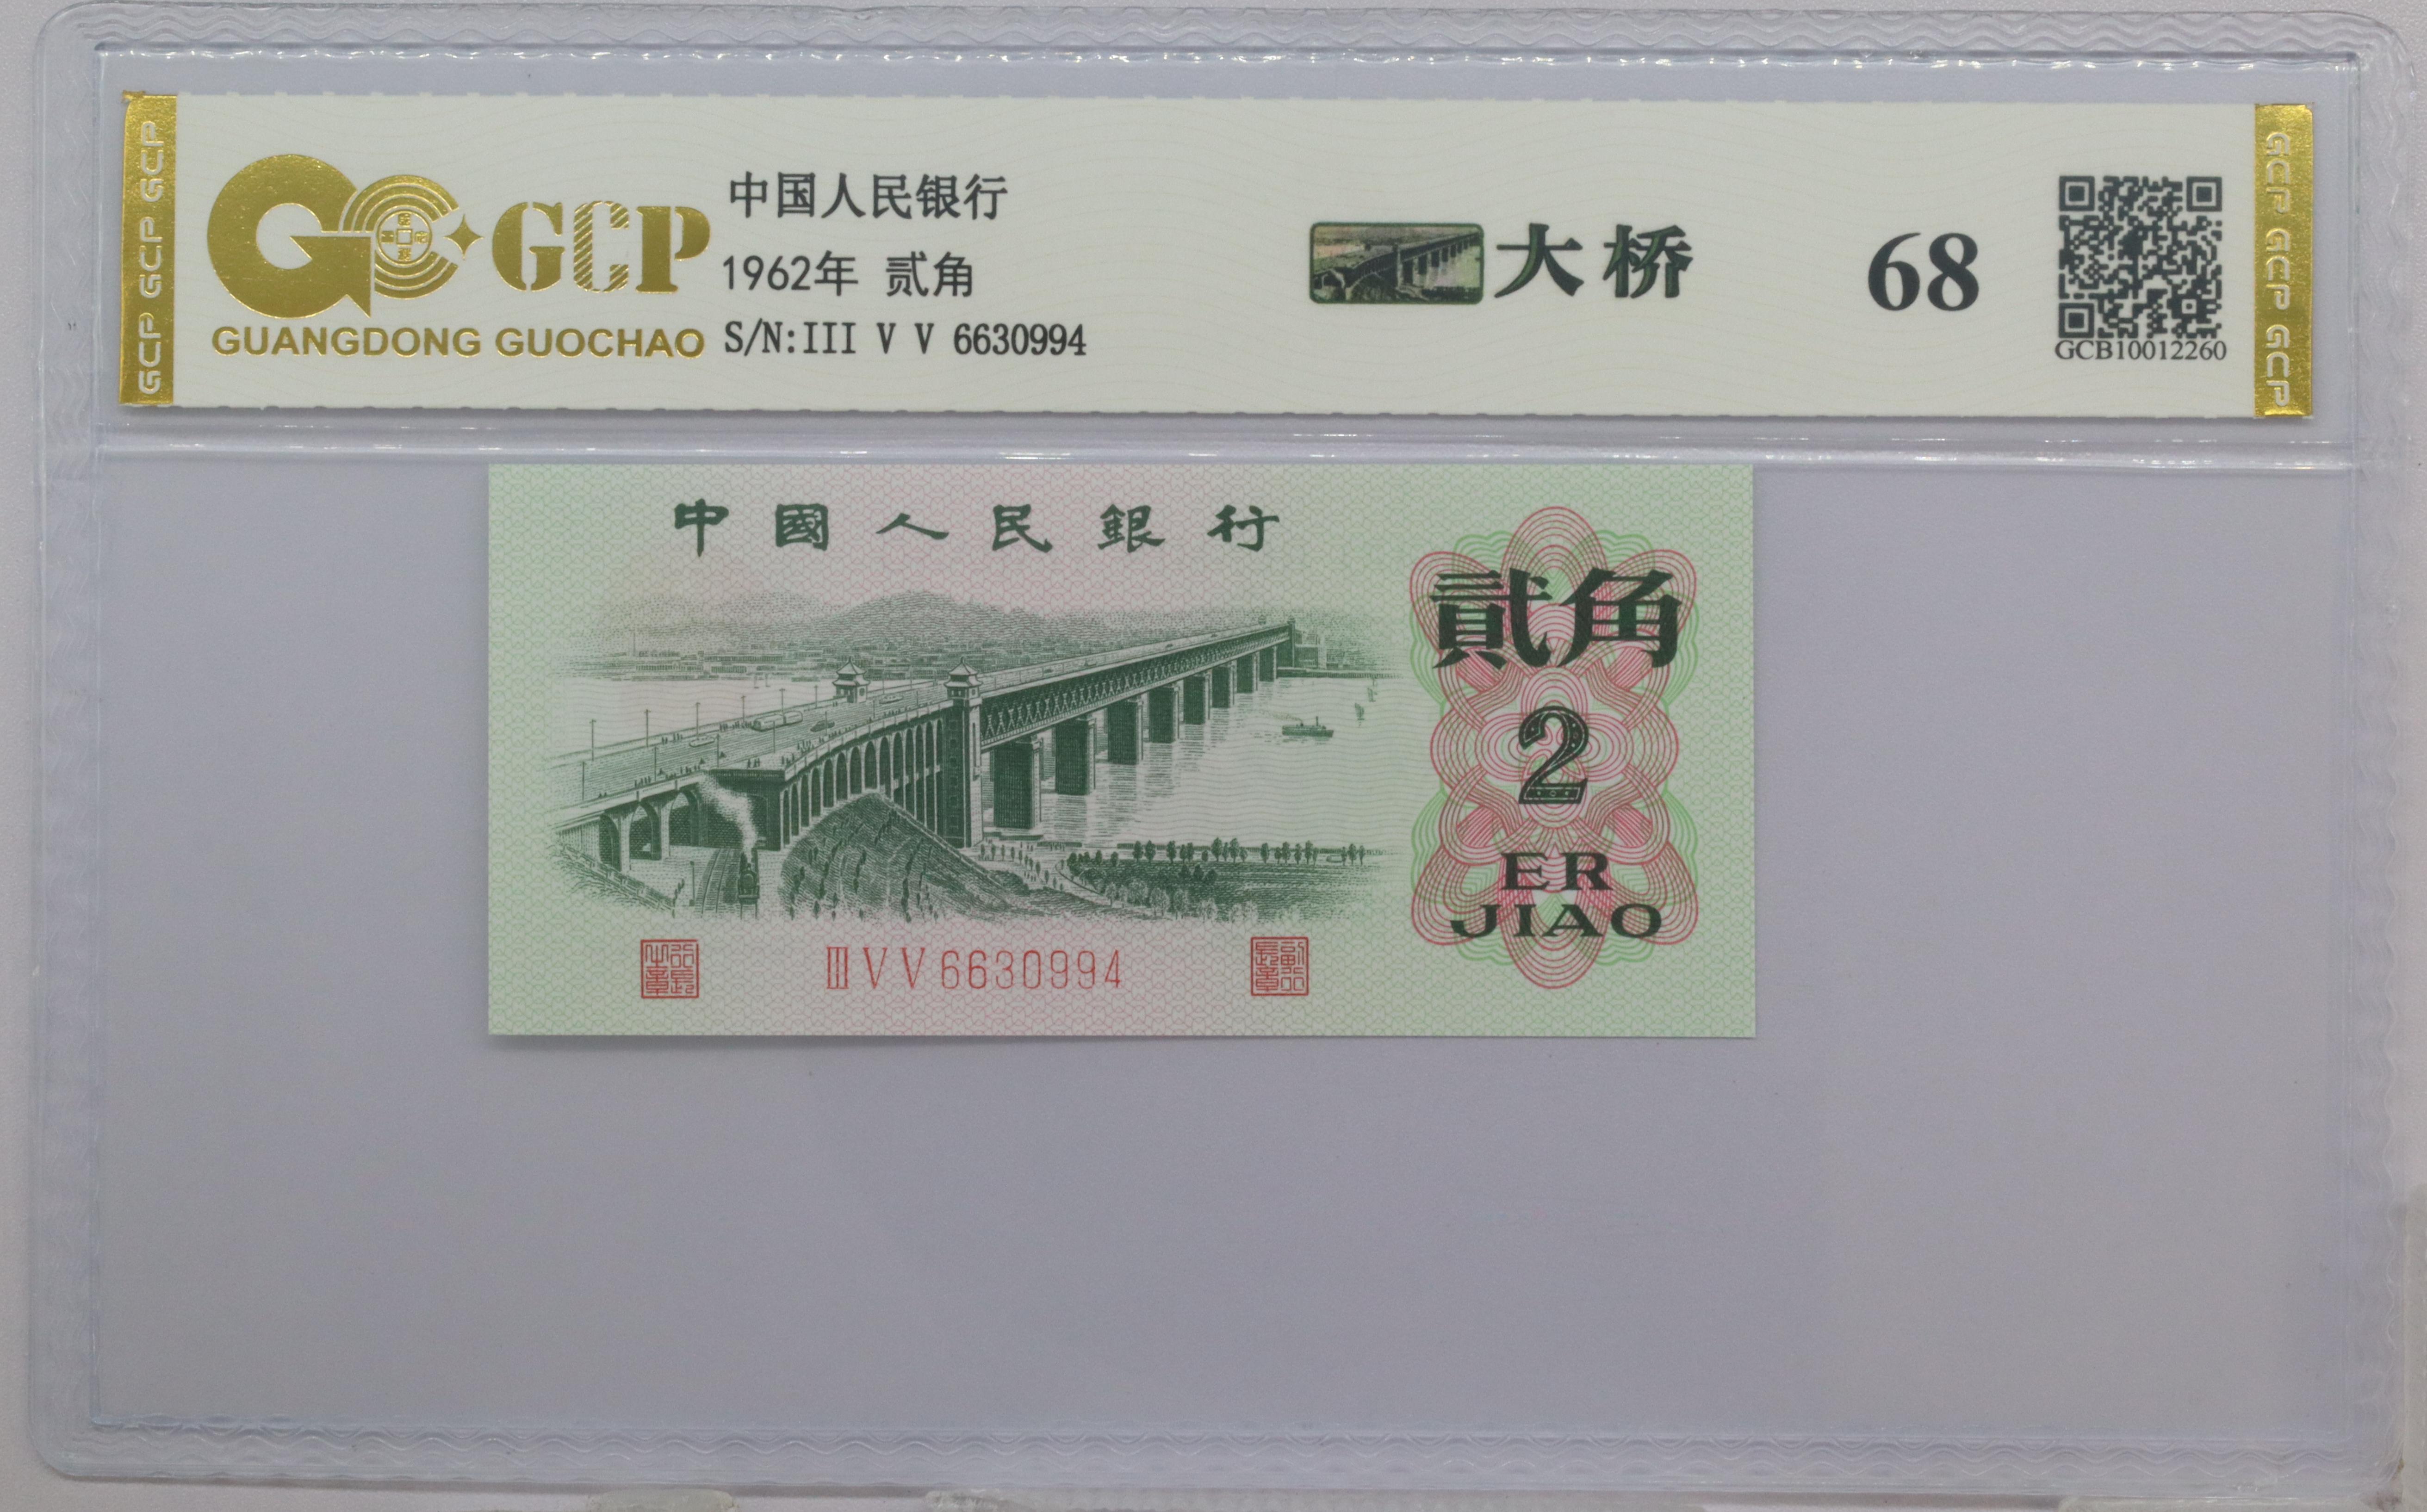 GCP GCP GCP
GCP
GUANGDONG GUOCHAO
中国人民银行
1962年 贰角
S/N:III V V 6630994
大桥
68
GCB10012260
GCP GCP GCP
中國人民銀行
貳角
2
ER
JIAO
III V V 6630994